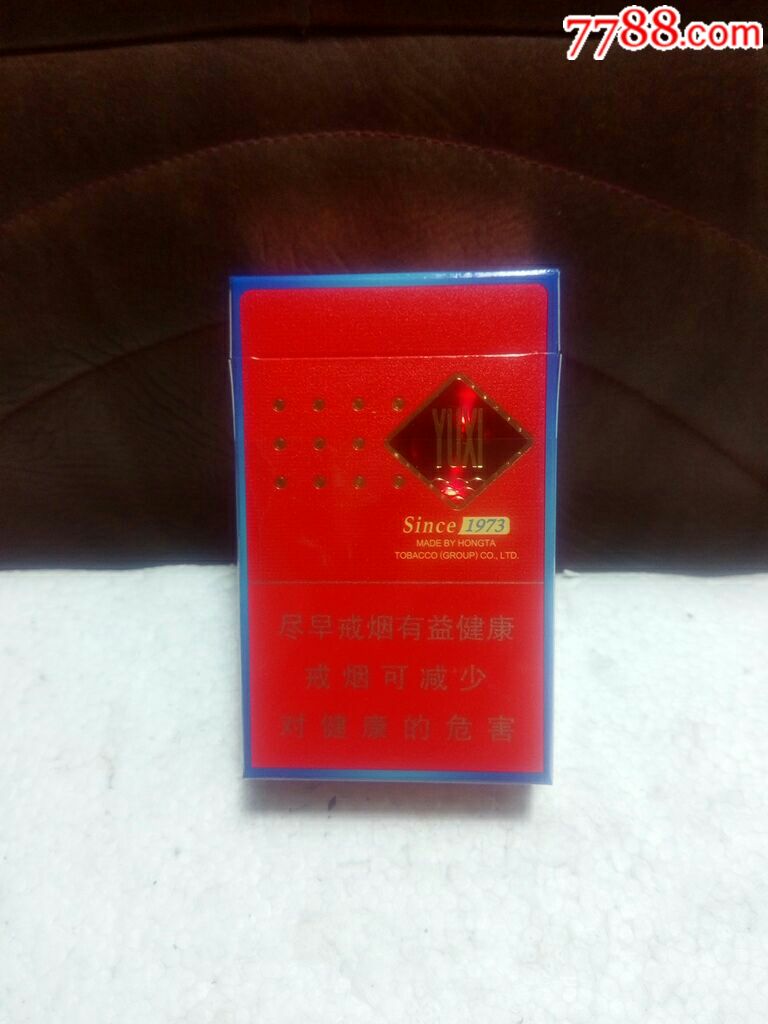 7788.com
YUXI
Since 1973
MADE BY HONGTA
TOBACCO (GROUP) CO., LTD.
尽早戒烟有益健康
戒烟可减少
对健康的危害